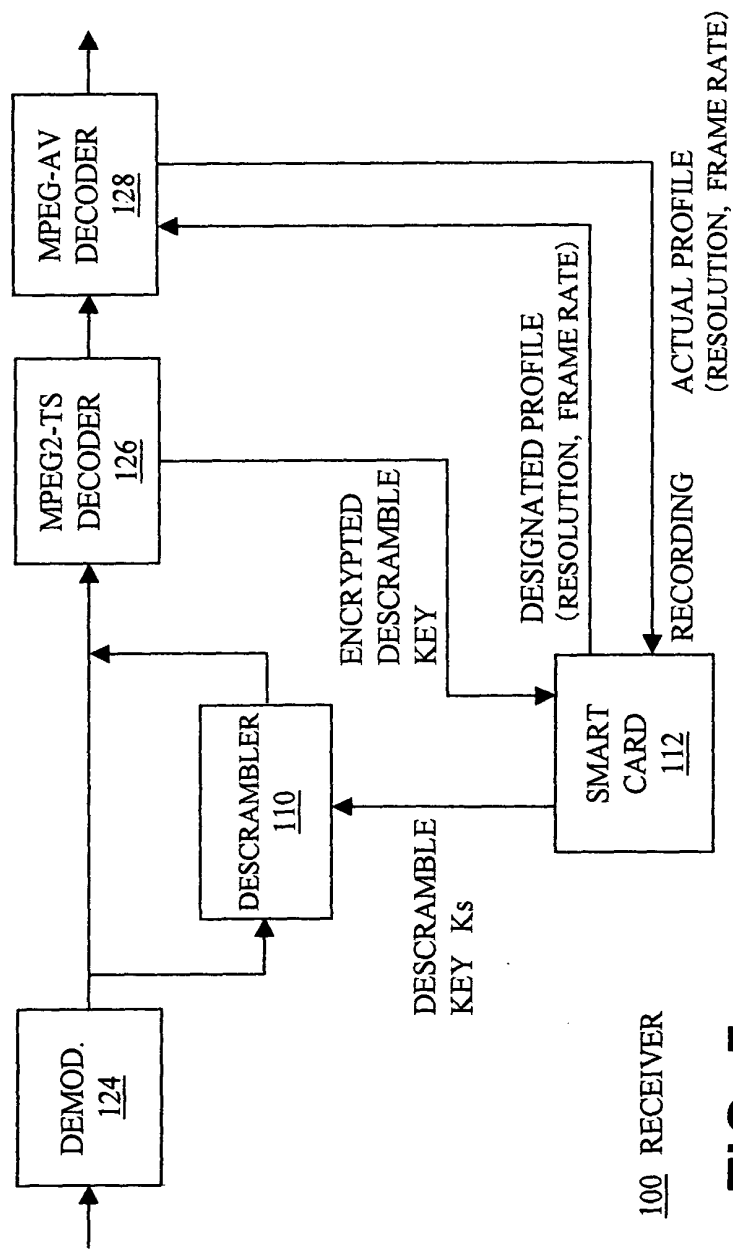 DEMOD.
124
DESCRAMBLER
110
MPEG2-TS
DECODER
126
MPEG-AV
DECODER
128
DESCRAMBLE
KEY Ks
ENCRYPTED
DESCRAMBLE
KEY
DESIGNATED PROFILE
(RESOLUTION, FRAME RATE)
SMART
CARD
112
RECORDING
ACTUAL PROFILE
(RESOLUTION, FRAME RATE)
100 RECEIVER